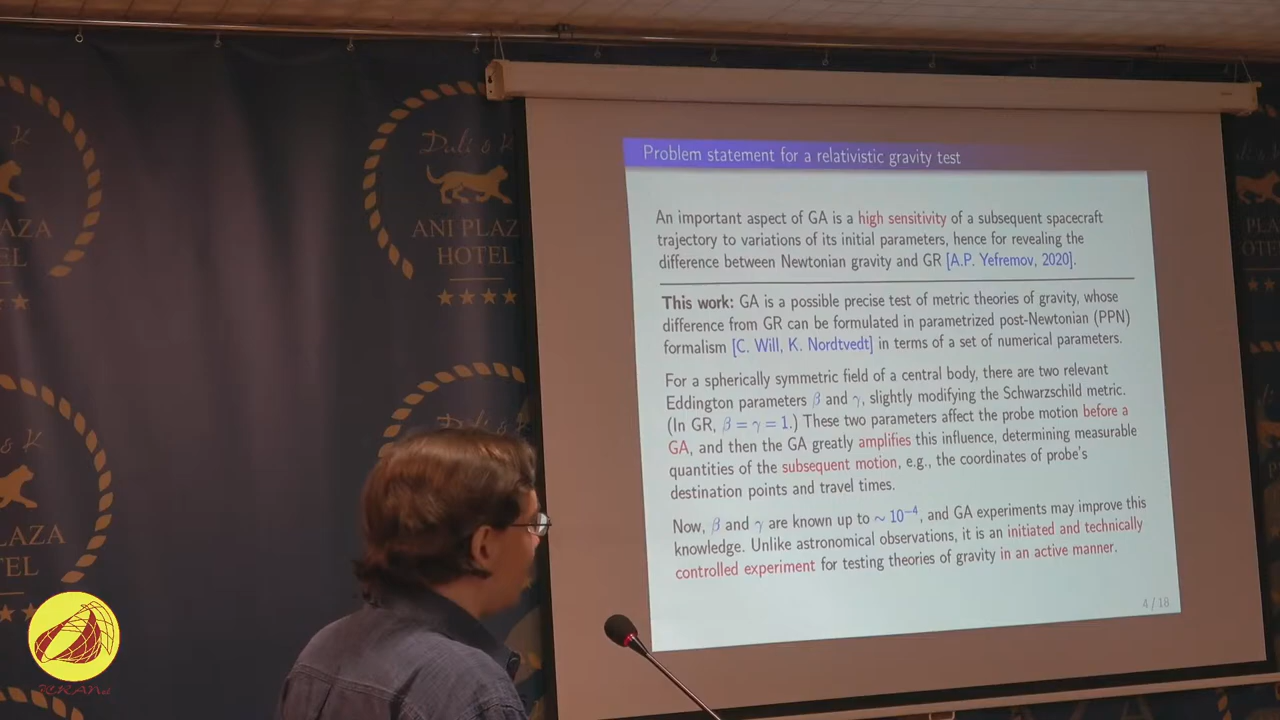 Problem statement for a relativistic gravity test
An important aspect of GA is a high sensitivity of a subsequent spacecraft
trajectory to variations of its initial parameters, hence for revealing the
difference between Newtonian gravity and GR [A.P. Yefremov, 2020].
This work: GA is a possible precise test of metric theories of gravity, whose
difference from GR can be formulated in parametrized post-Newtonian (PPN)
formalism [C. Will, K. Nordtvedt] in terms of a set of numerical parameters.
For a spherically symmetric field of a central body, there are two relevant
Eddington parameters β and γ, slightly modifying the Schwarzschild metric.
(In GR, β = γ = 1.) These two parameters affect the probe motion before a
GA, and then the GA greatly amplifies this influence, determining measurable
quantities of the subsequent motion, e.g., the coordinates of probe's
destination points and travel times.
Now, β and γ are known up to ~ 10⁻⁴, and GA experiments may improve this
knowledge. Unlike astronomical observations, it is an initiated and technically
controlled experiment for testing theories of gravity in an active manner.
4 / 18
Duli & K
ANI PLAZ
HOTEL
AZA
EL
& K
LAZA
TEL